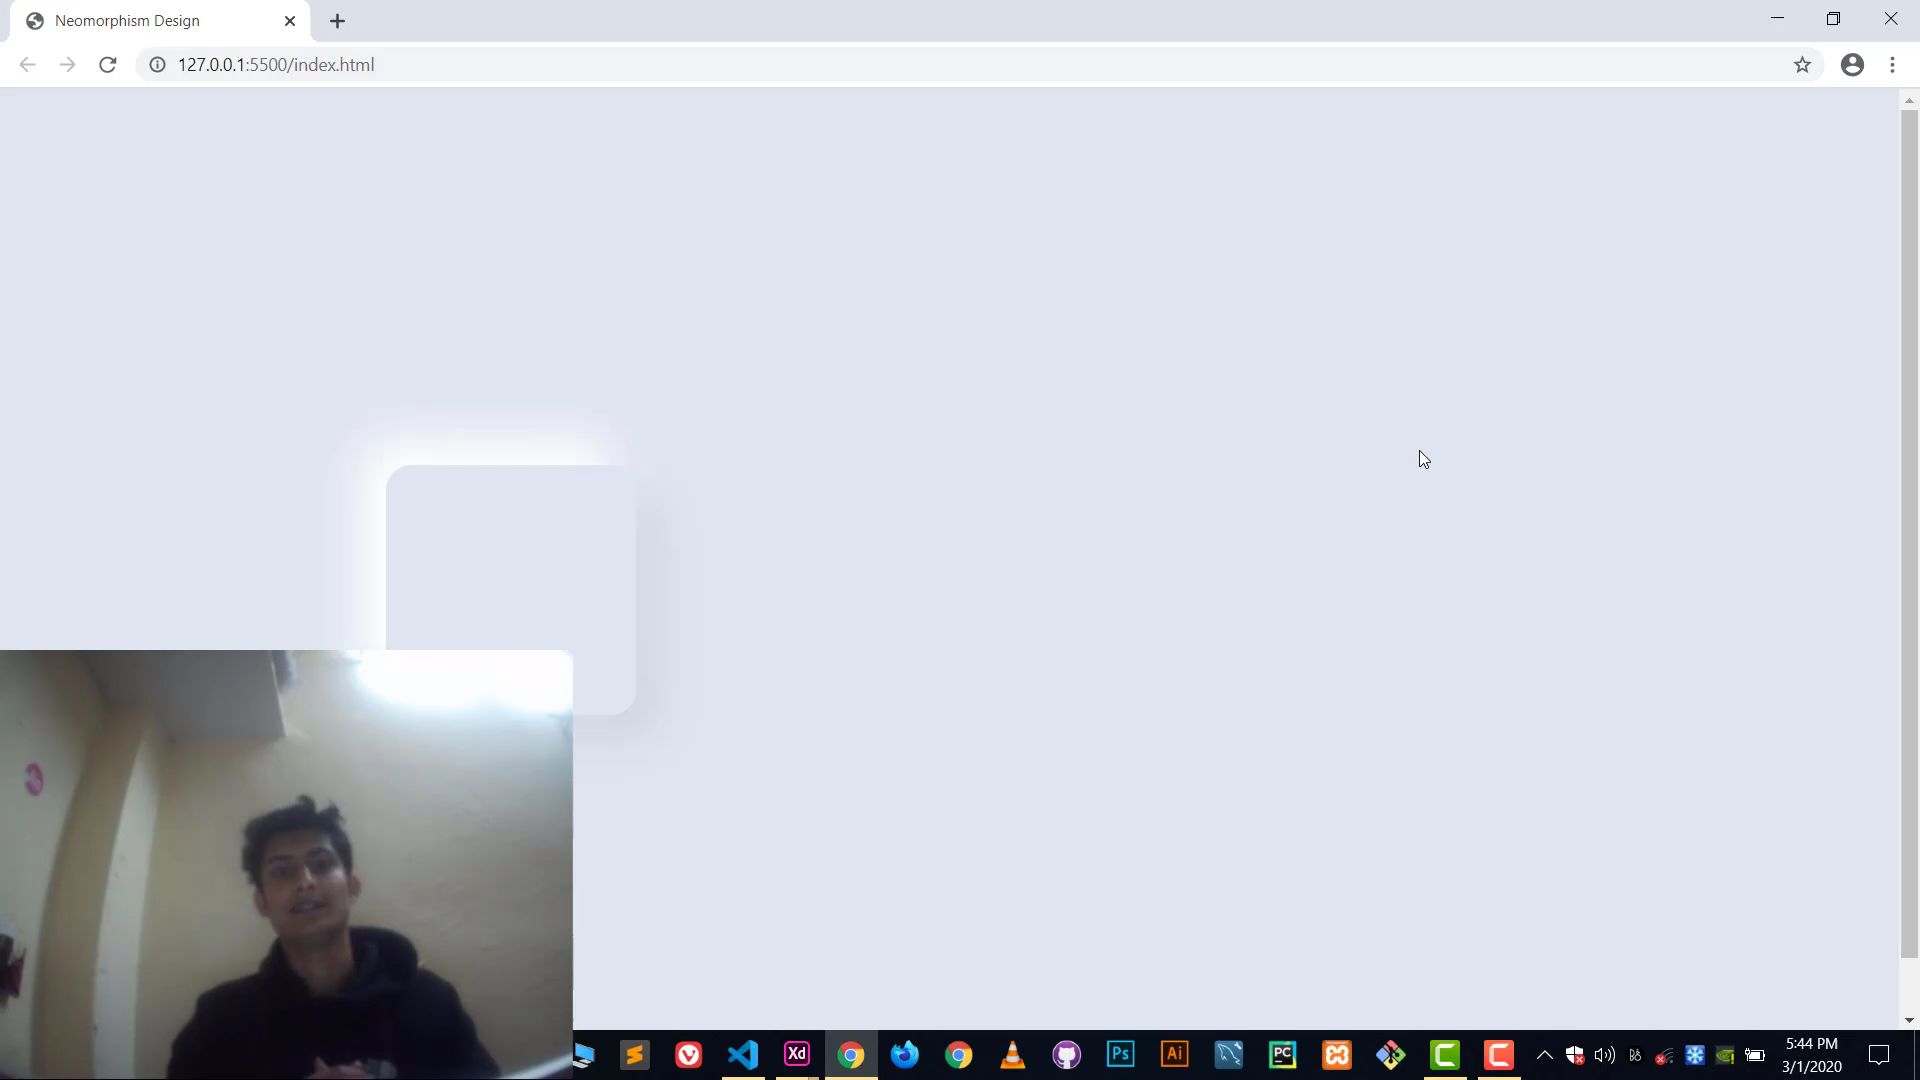 Neomorphism Design
127.0.0.1:5500/index.html
Xd
Ps
Ai
PC
5:44 PM
3/1/2020